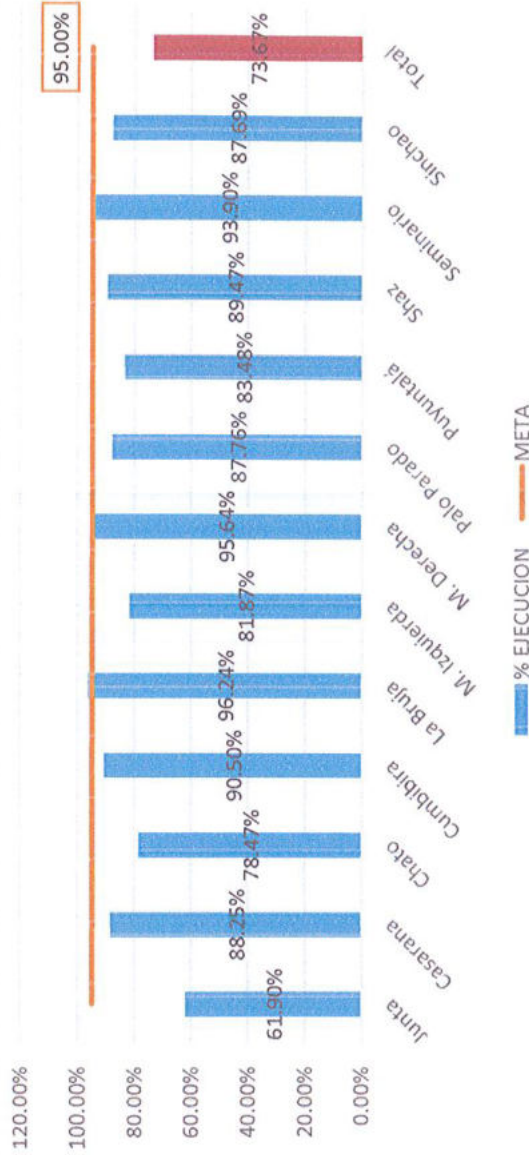 120.00%
100.00%
80.00%
60.00%
40.00%
20.00%
0.00%
95.00%
61.90%
88.25%
78.47%
90.50%
96.24%
81.87%
95.64%
87.76%
83.48%
89.47%
93.90%
87.69%
73.67%
Junta
Casarana
Chato
Cumbibira
La Bruja
M. Izquierda
M. Derecha
Palo Parado
Puyuntalá
Shaz
Seminario
Sinchao
Total
% EJECUCION
META